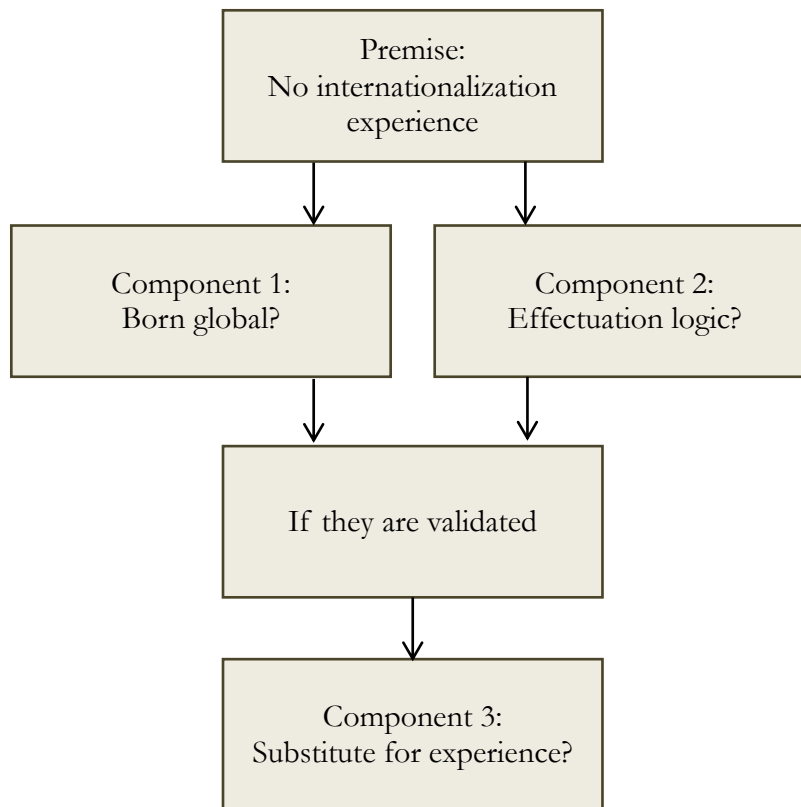 Premise:
No internationalization
experience
Component 1:
Born global?
Component 2:
Effectuation logic?
If they are validated
Component 3:
Substitute for experience?